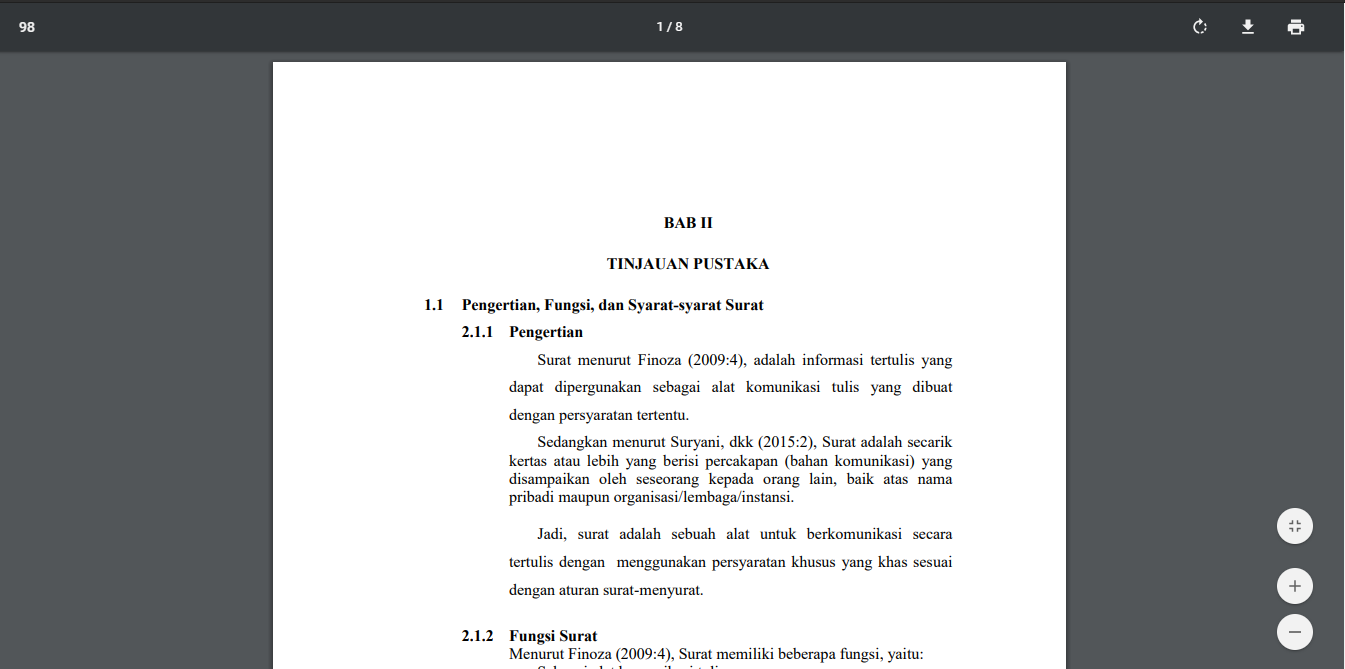 98
1 / 8
BAB II
TINJAUAN PUSTAKA
1.1 Pengertian, Fungsi, dan Syarat-syarat Surat
2.1.1 Pengertian
Surat menurut Finoza (2009:4), adalah informasi tertulis yang
dapat dipergunakan sebagai alat komunikasi tulis yang dibuat
dengan persyaratan tertentu.
Sedangkan menurut Suryani, dkk (2015:2), Surat adalah secarik
kertas atau lebih yang berisi percakapan (bahan komunikasi) yang
disampaikan oleh seseorang kepada orang lain, baik atas nama
pribadi maupun organisasi/lembaga/instansi.
Jadi, surat adalah sebuah alat untuk berkomunikasi secara
tertulis dengan menggunakan persyaratan khusus yang khas sesuai
dengan aturan surat-menyurat.
2.1.2 Fungsi Surat
Menurut Finoza (2009:4), Surat memiliki beberapa fungsi, yaitu: